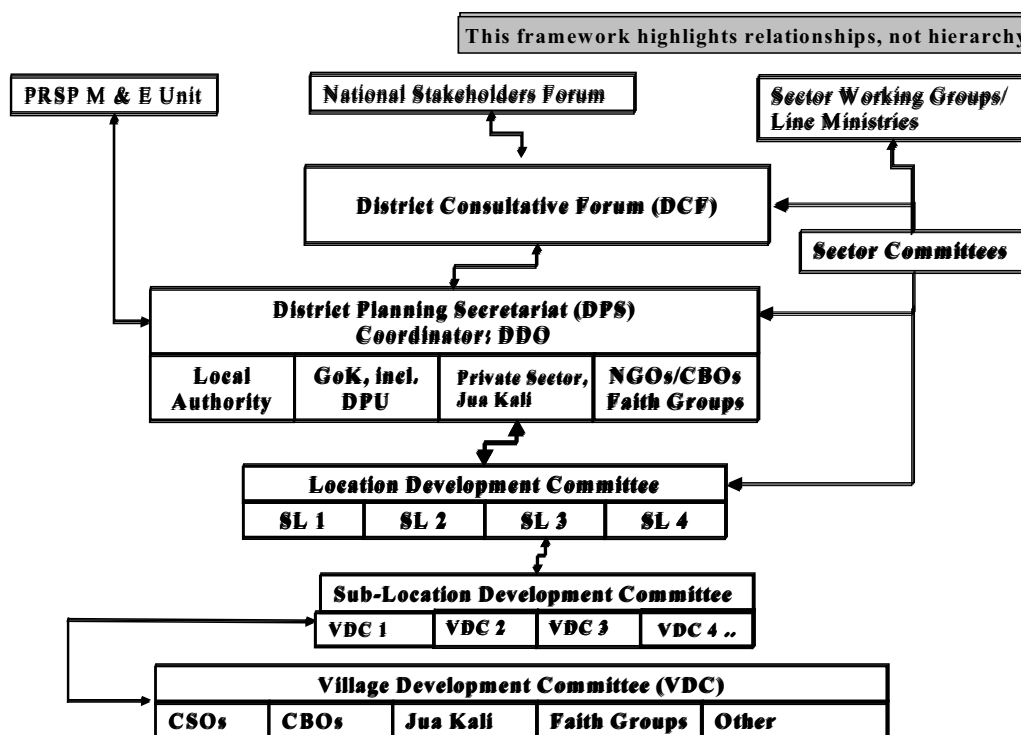 This framework highlights relationships, not hierarchy
PRSP M & E Unit
National Stakeholders Forum
Sector Working Groups/
Line Ministries
District Consultative Forum (DCF)
Sector Committees
District Planning Secretariat (DPS)
Coordinator: DDO
Local
Authority
GoK, incl.
DPU
Private Sector,
Jua Kali
NGOs/CBOs
Faith Groups
Location Development Committee
SL 1
SL 2
SL 3
SL 4
Sub-Location Development Committee
VDC 1
VDC 2
VDC 3
VDC 4 ..
Village Development Committee (VDC)
CSOs
CBOs
Jua Kali
Faith Groups
Other